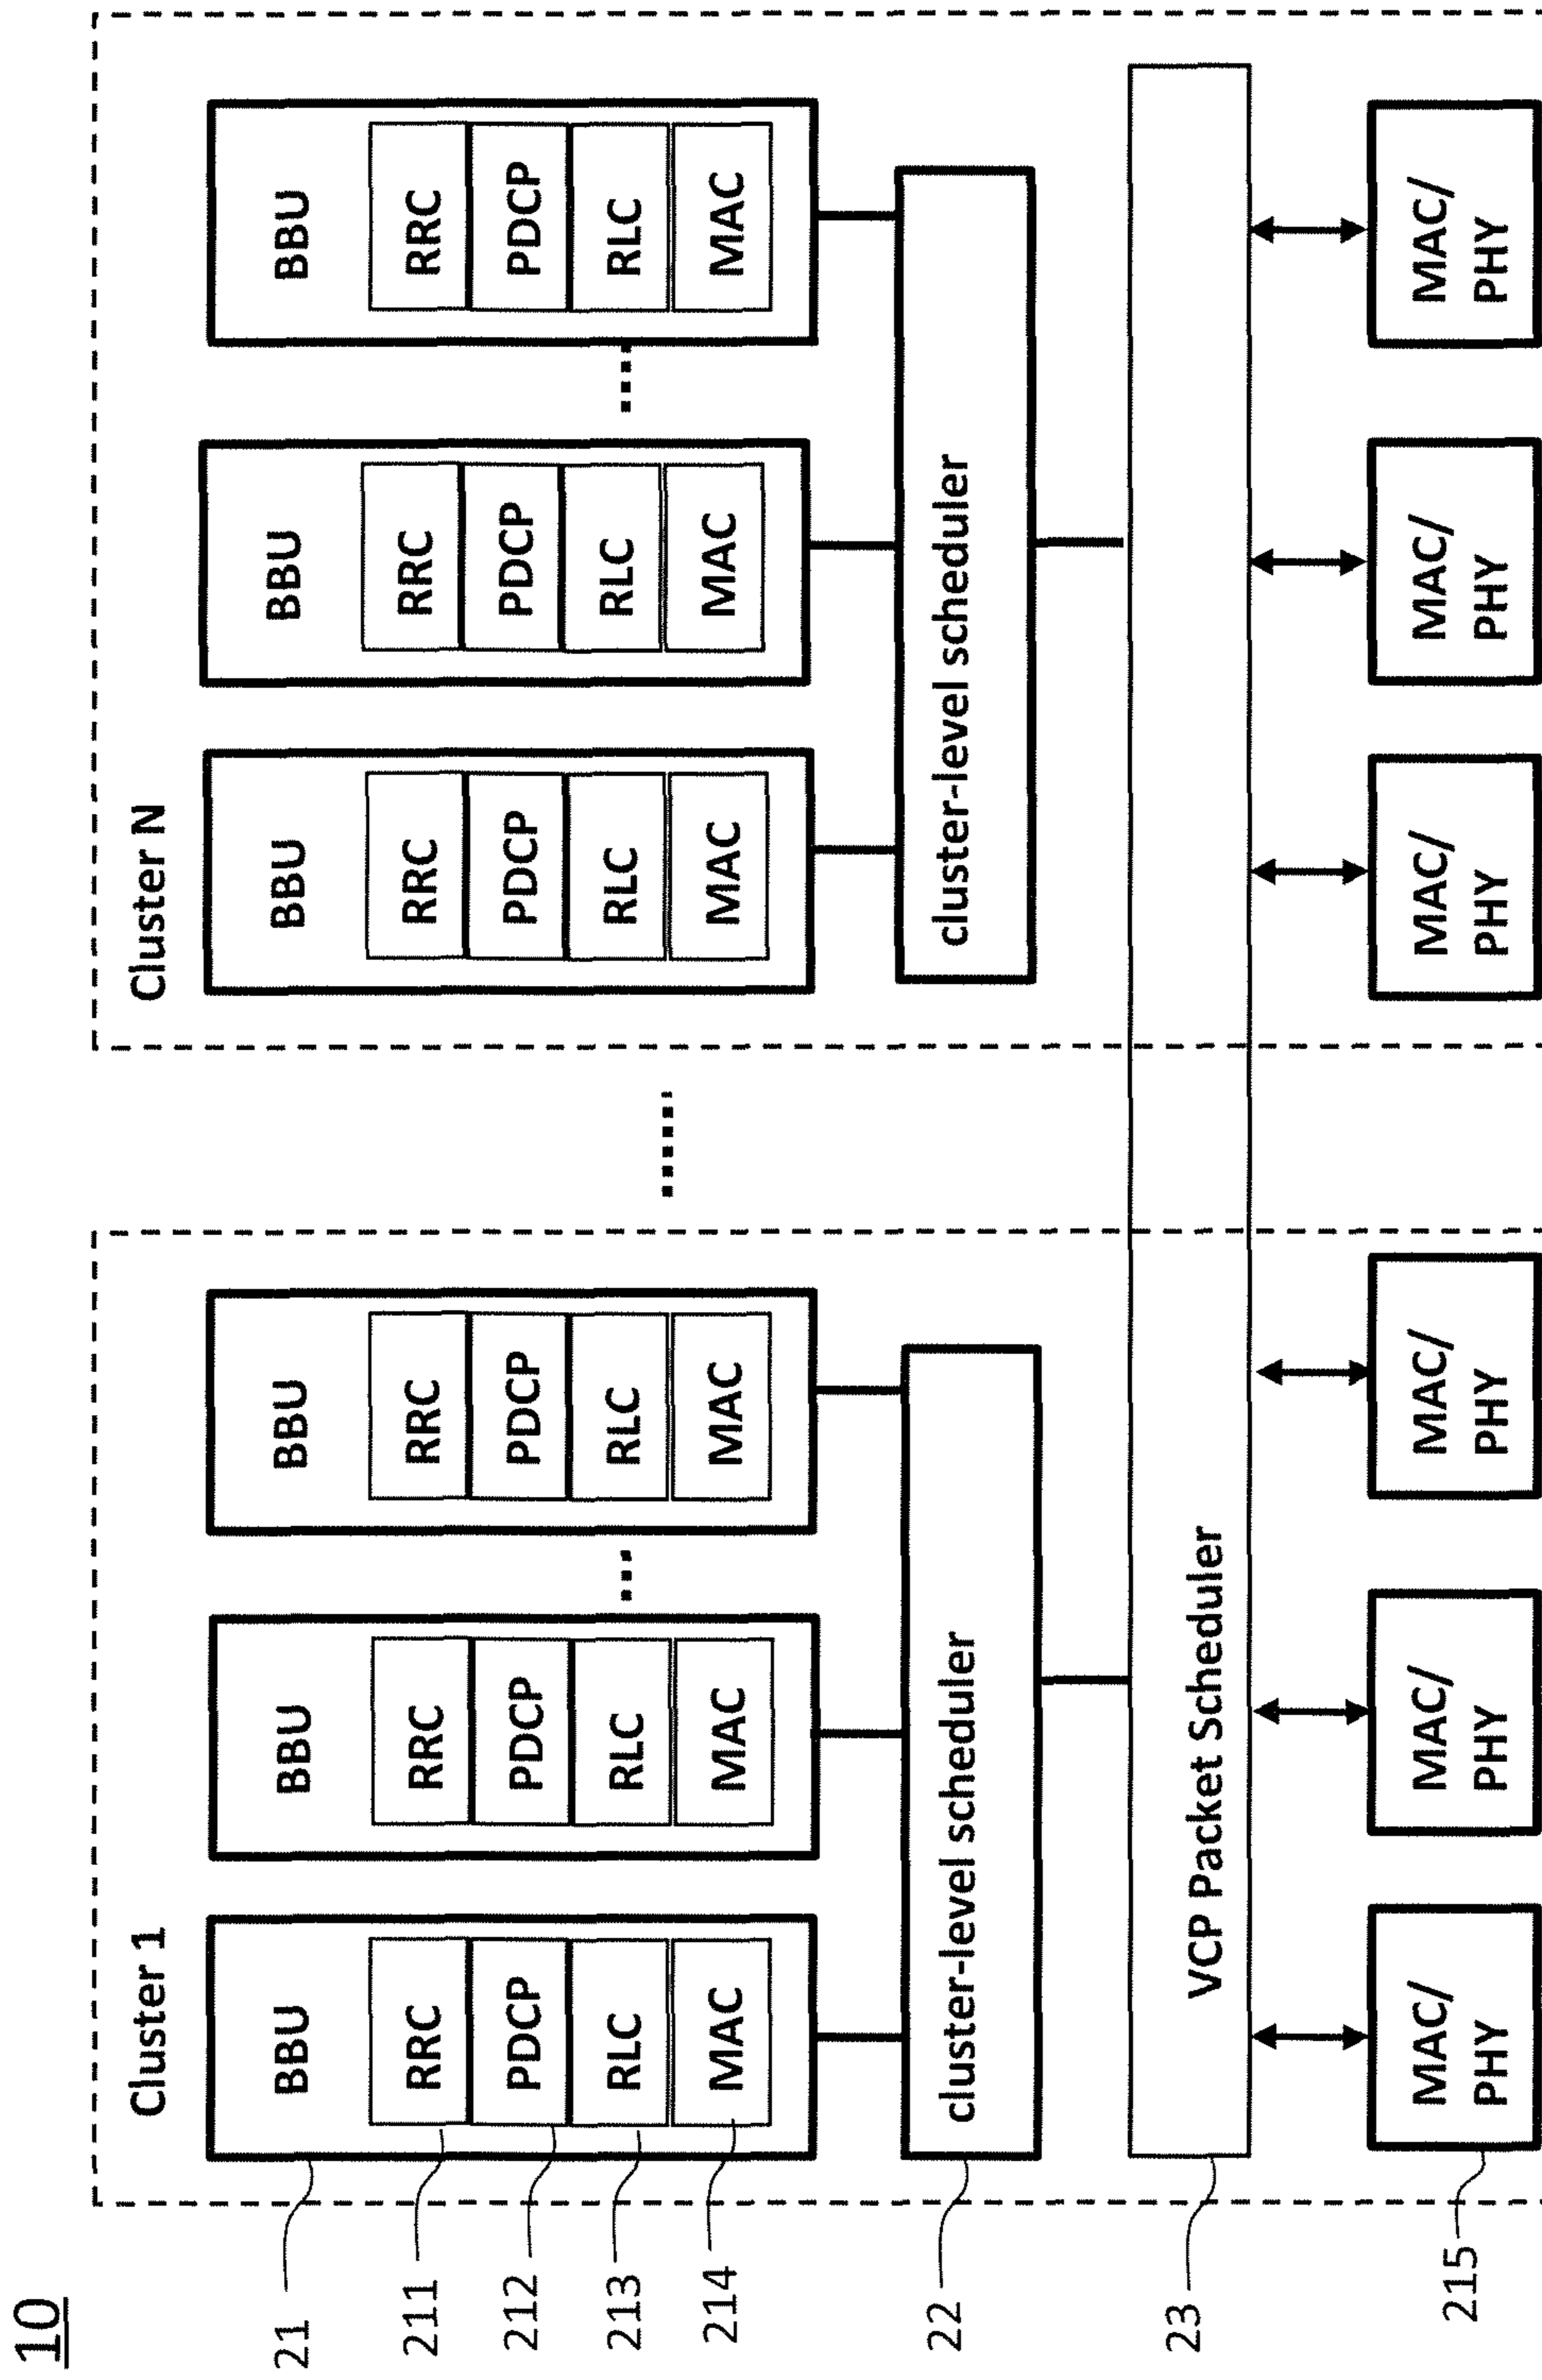 10
Cluster 1
Cluster N
21
BBU
BBU
BBU
BBU
BBU
BBU
211
RRC
RRC
RRC
RRC
RRC
RRC
212
PDCP
PDCP
PDCP
PDCP
PDCP
PDCP
213
RLC
RLC
RLC
RLC
RLC
RLC
214
MAC
MAC
MAC
MAC
MAC
MAC
22
cluster-level scheduler
cluster-level scheduler
23
VCP Packet Scheduler
215
MAC/
PHY
MAC/
PHY
MAC/
PHY
MAC/
PHY
MAC/
PHY
MAC/
PHY